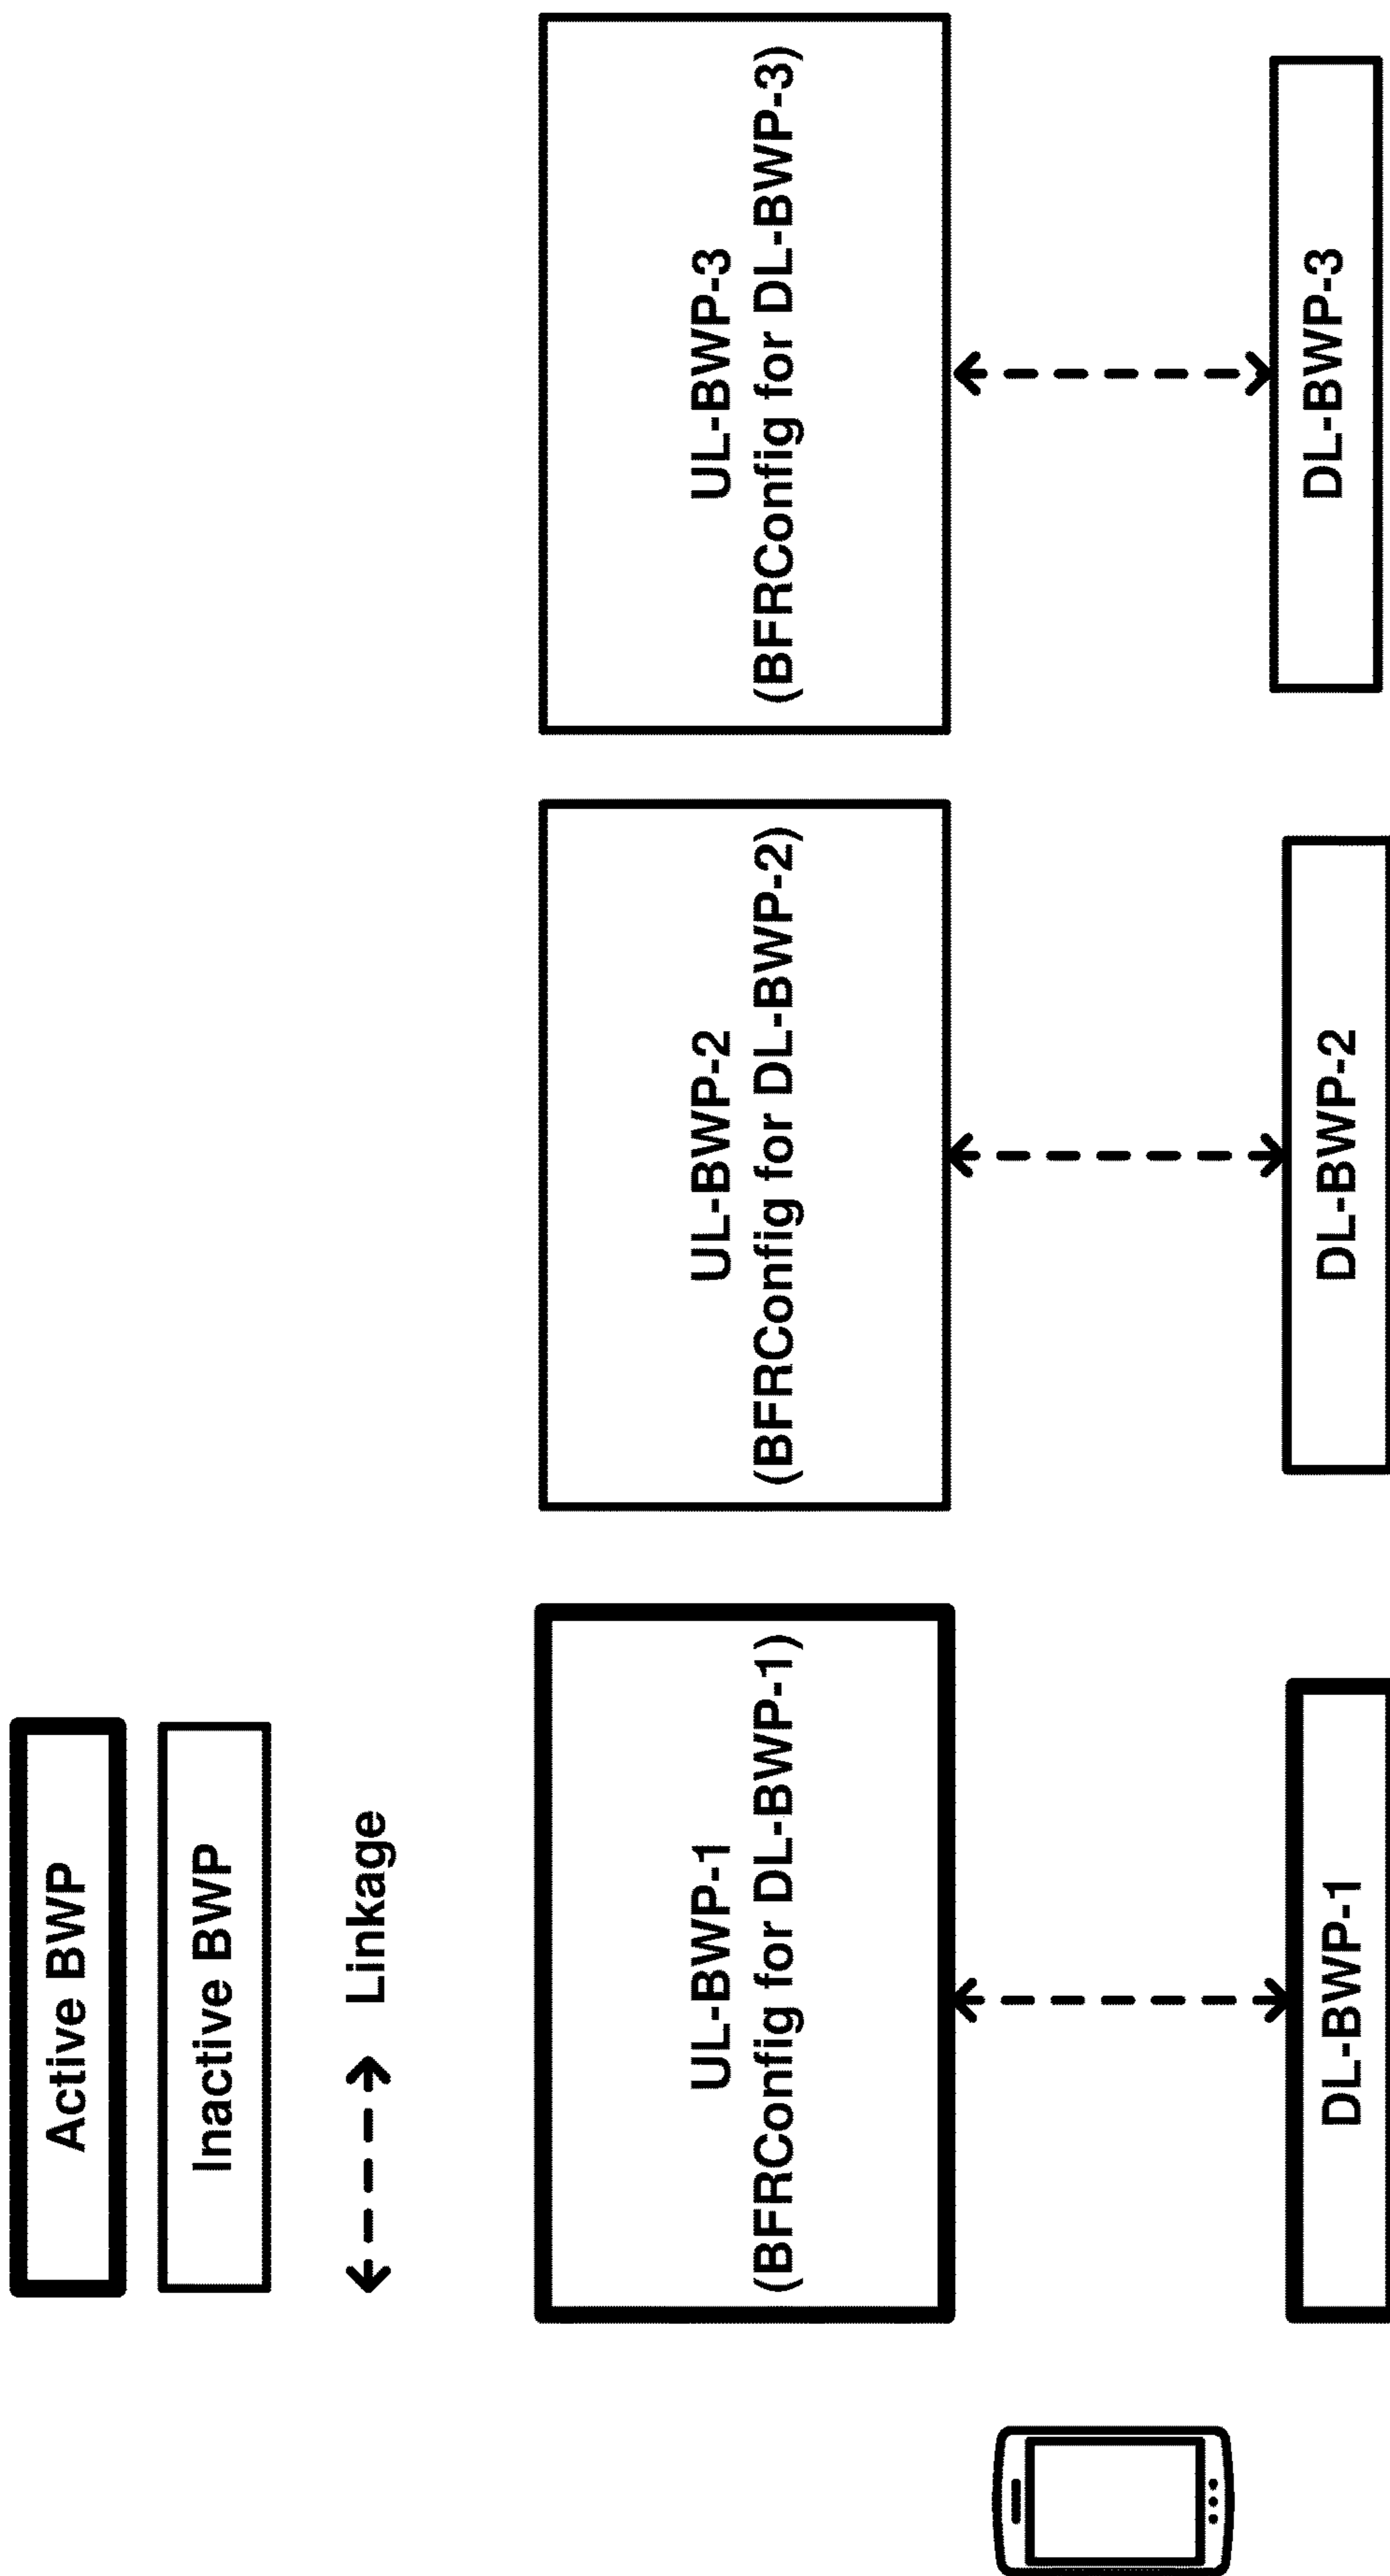 Active BWP
Inactive BWP
Linkage
UL-BWP-1
(BFRConfig for DL-BWP-1)
UL-BWP-2
(BFRConfig for DL-BWP-2)
UL-BWP-3
(BFRConfig for DL-BWP-3)
DL-BWP-1
DL-BWP-2
DL-BWP-3